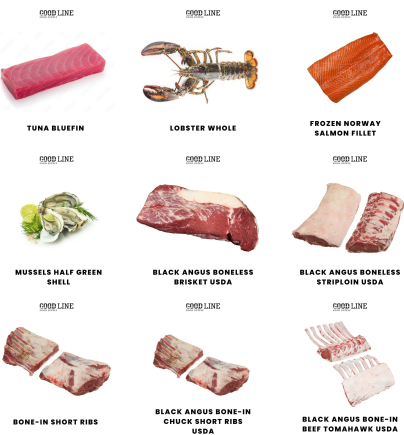 GOOD LINE
GOOD LINE
GOOD LINE
TUNA BLUEFIN
LOBSTER WHOLE
FROZEN NORWAY
SALMON FILLET
GOOD LINE
GOOD LINE
GOOD LINE
MUSSELS HALF GREEN
SHELL
BLACK ANGUS BONELESS
BRISKET USDA
BLACK ANGUS BONELESS
STRIPLOIN USDA
GOOD LINE
GOOD LINE
GOOD LINE
BONE-IN SHORT RIBS
BLACK ANGUS BONE-IN
CHUCK SHORT RIBS
USDA
BLACK ANGUS BONE-IN
BEEF TOMAHAWK USDA